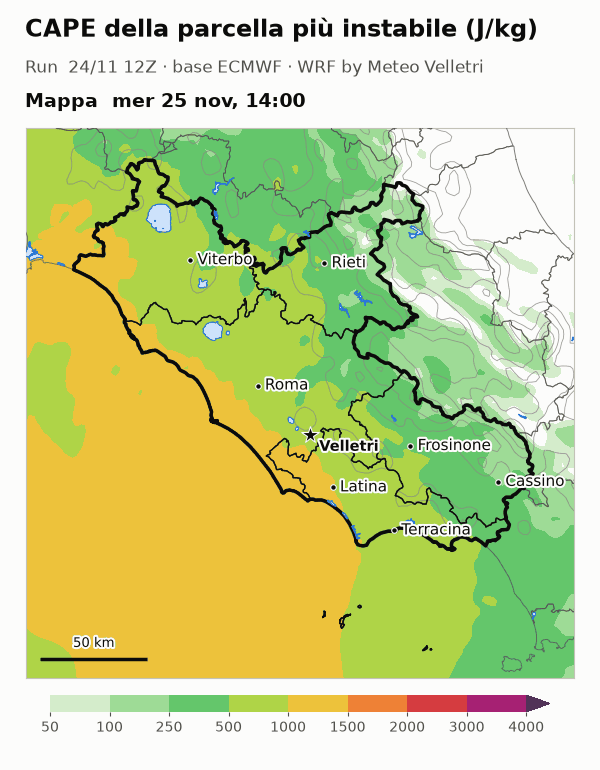 CAPE della parcella più instabile (J/kg)
Run  24/11 12Z · base ECMWF · WRF by Meteo Velletri
Mappa  mer 25 nov, 14:00
Viterbo
Rieti
Roma
Velletri
Frosinone
Cassino
Latina
Terracina
50 km
50 100 250 500 1000 1500 2000 3000 4000